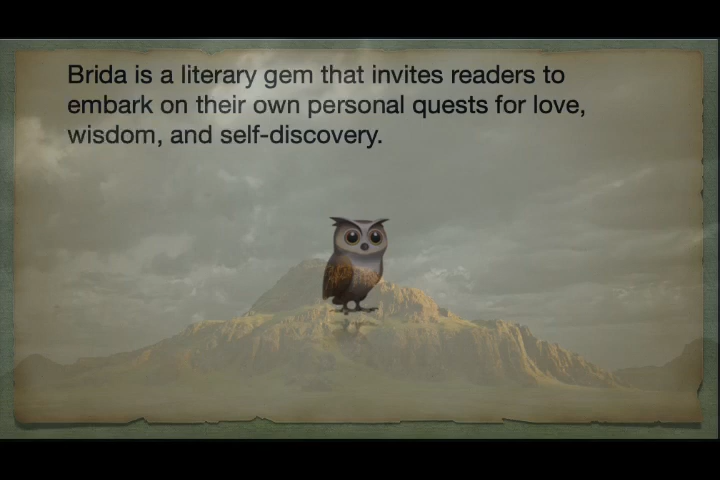 Brida is a literary gem that invites readers to
embark on their own personal quests for love,
wisdom, and self-discovery.